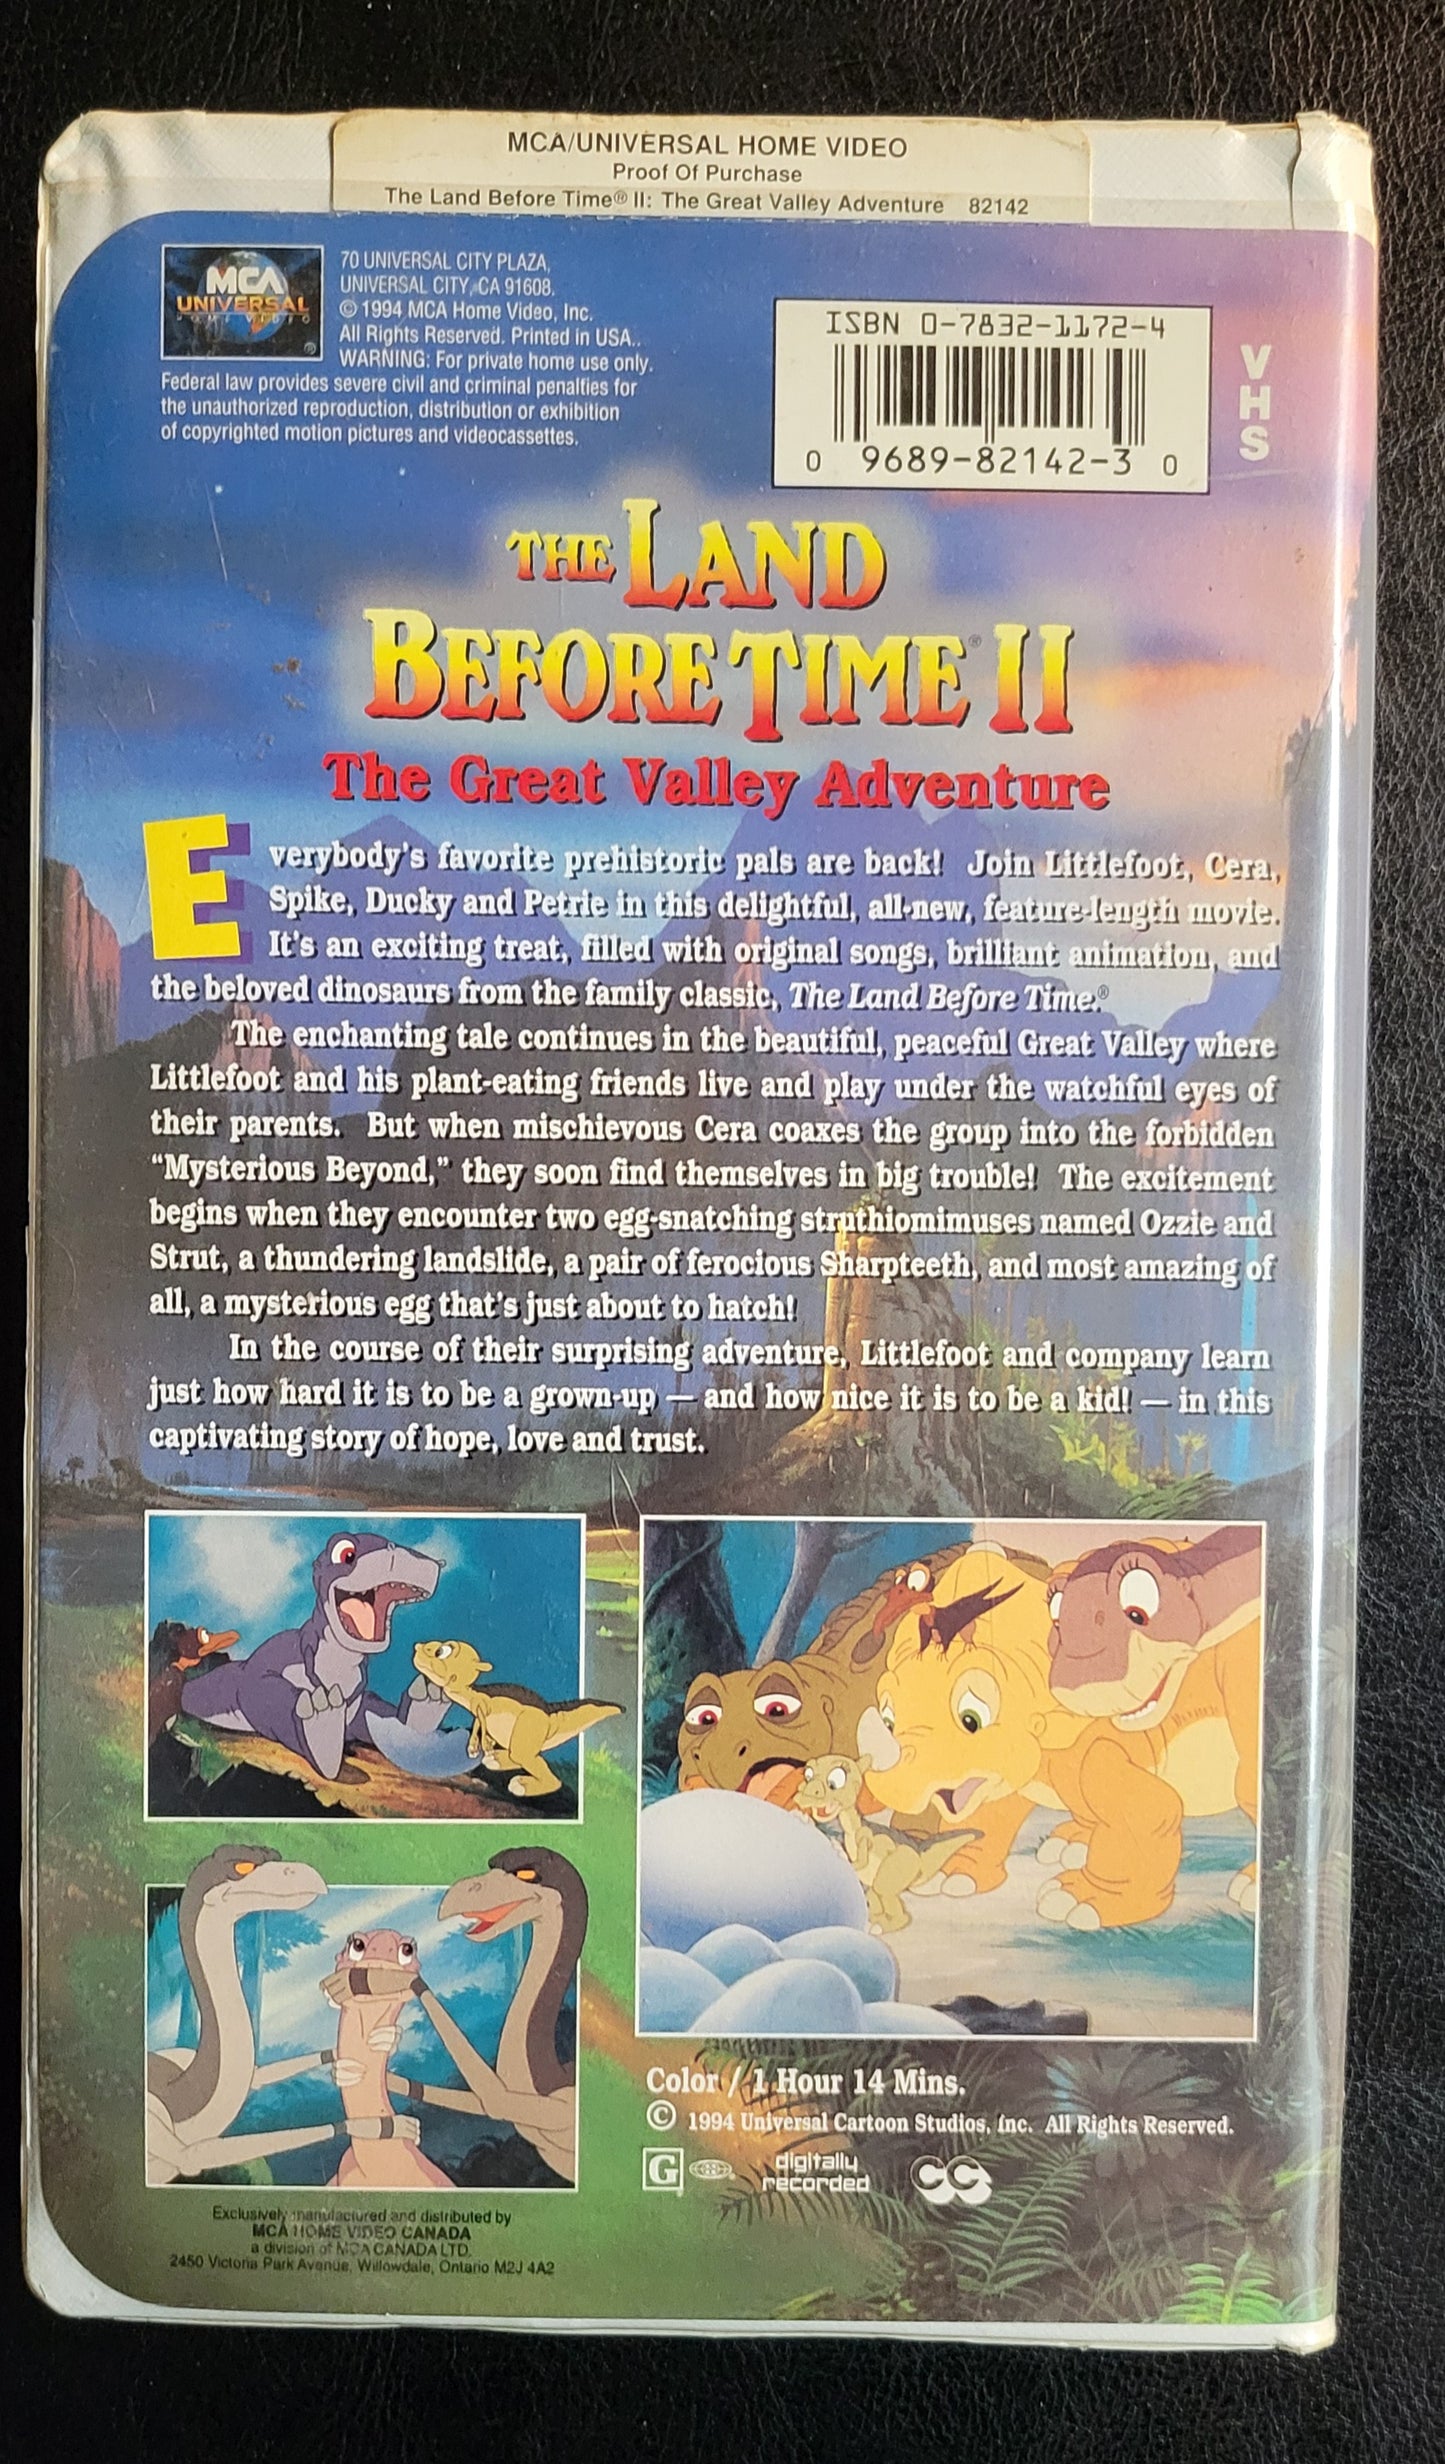 MCA/UNIVERSAL HOME VIDEO
Proof Of Purchase
The Land Before Time® II: The Great Valley Adventure 82142
MCA
UNIVERSAL
HOME VIDEO
®
70 UNIVERSAL CITY PLAZA,
UNIVERSAL CITY, CA 91608.
© 1994 MCA Home Video, Inc.
All Rights Reserved. Printed in USA..
WARNING: For private home use only.
Federal law provides severe civil and criminal penalties for
the unauthorized reproduction, distribution or exhibition
of copyrighted motion pictures and videocassettes.
ISBN 0-7832-1172-4
0 9689-82142-3 0
VHS
THE LAND
BEFORE TIME® II
The Great Valley Adventure
Everybody's favorite prehistoric pals are back! Join Littlefoot, Cera,
Spike, Ducky and Petrie in this delightful, all-new, feature-length movie.
It's an exciting treat, filled with original songs, brilliant animation, and
the beloved dinosaurs from the family classic, The Land Before Time.®
The enchanting tale continues in the beautiful, peaceful Great Valley where
Littlefoot and his plant-eating friends live and play under the watchful eyes of
their parents. But when mischievous Cera coaxes the group into the forbidden
“Mysterious Beyond,” they soon find themselves in big trouble! The excitement
begins when they encounter two egg-snatching struthiomimuses named Ozzie and
Strut, a thundering landslide, a pair of ferocious Sharpteeth, and most amazing of
all, a mysterious egg that's just about to hatch!
In the course of their surprising adventure, Littlefoot and company learn
just how hard it is to be a grown-up — and how nice it is to be a kid! — in this
captivating story of hope, love and trust.
Color / 1 Hour 14 Mins.
© 1994 Universal Cartoon Studios, Inc. All Rights Reserved.
G
digitally
recorded
CC
Exclusively manufactured and distributed by
MCA HOME VIDEO CANADA
a division of MCA CANADA LTD.
2450 Victoria Park Avenue, Willowdale, Ontario M2J 4A2